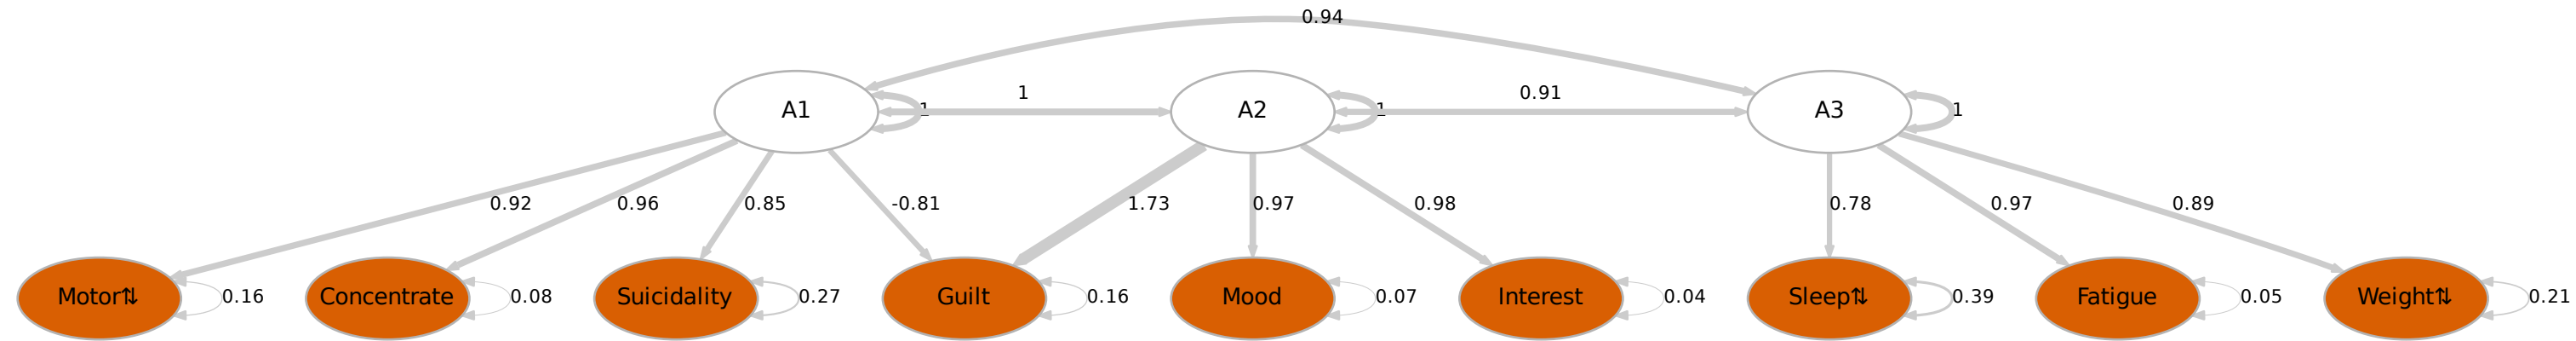 0.94
1
0.91
A1
1
A2
1
A3
1
0.92
0.96
0.85
-0.81
1.73
0.97
0.98
0.78
0.97
0.89
Motor⇅
0.16
Concentrate
0.08
Suicidality
0.27
Guilt
0.16
Mood
0.07
Interest
0.04
Sleep⇅
0.39
Fatigue
0.05
Weight⇅
0.21